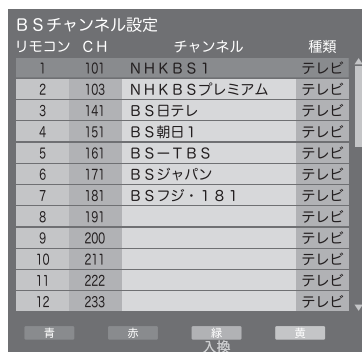 BSチャンネル設定
リモコン CH チャンネル 種類
1 101 NHKBS1 テレビ
2 103 NHKBSプレミアム テレビ
3 141 BS日テレ テレビ
4 151 BS朝日1 テレビ
5 161 BS－TBS テレビ
6 171 BSジャパン テレビ
7 181 BSフジ・181 テレビ
8 191 テレビ
9 200 テレビ
10 211 テレビ
11 222 テレビ
12 233 テレビ
青 赤 緑 黄
入換